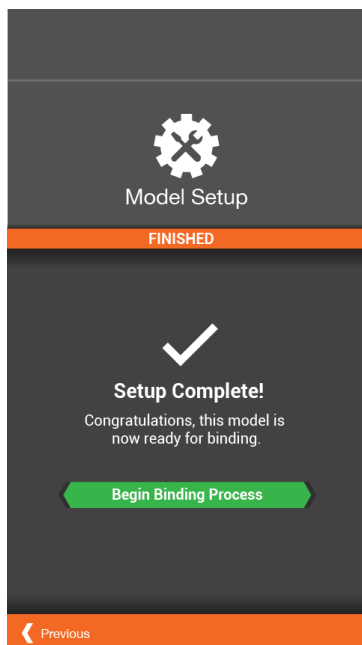 Model Setup
FINISHED
Setup Complete!
Congratulations, this model is
now ready for binding.
Begin Binding Process
Previous